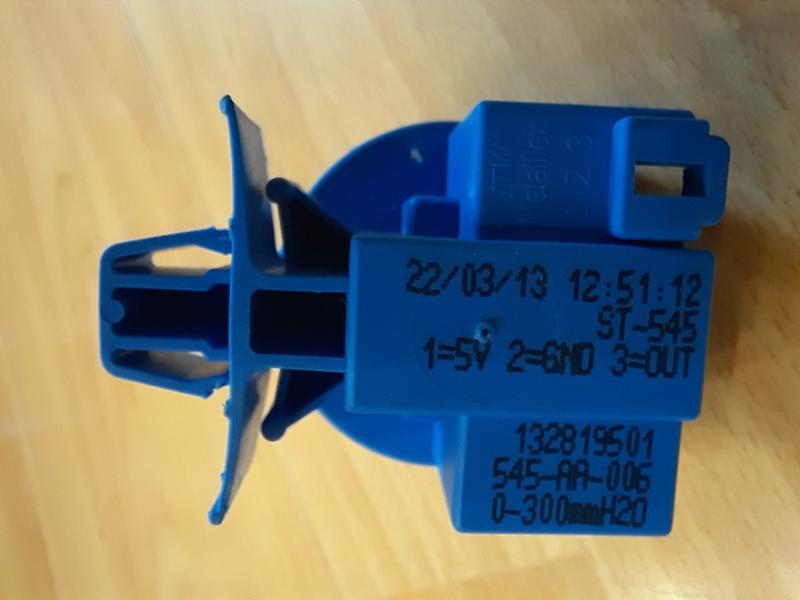 ITW
Metalflex
1 2 3
22/03/13 12:51:12
ST-545
1=5V 2=GND 3=OUT
132819501
545-AA-006
0-300mmH2O